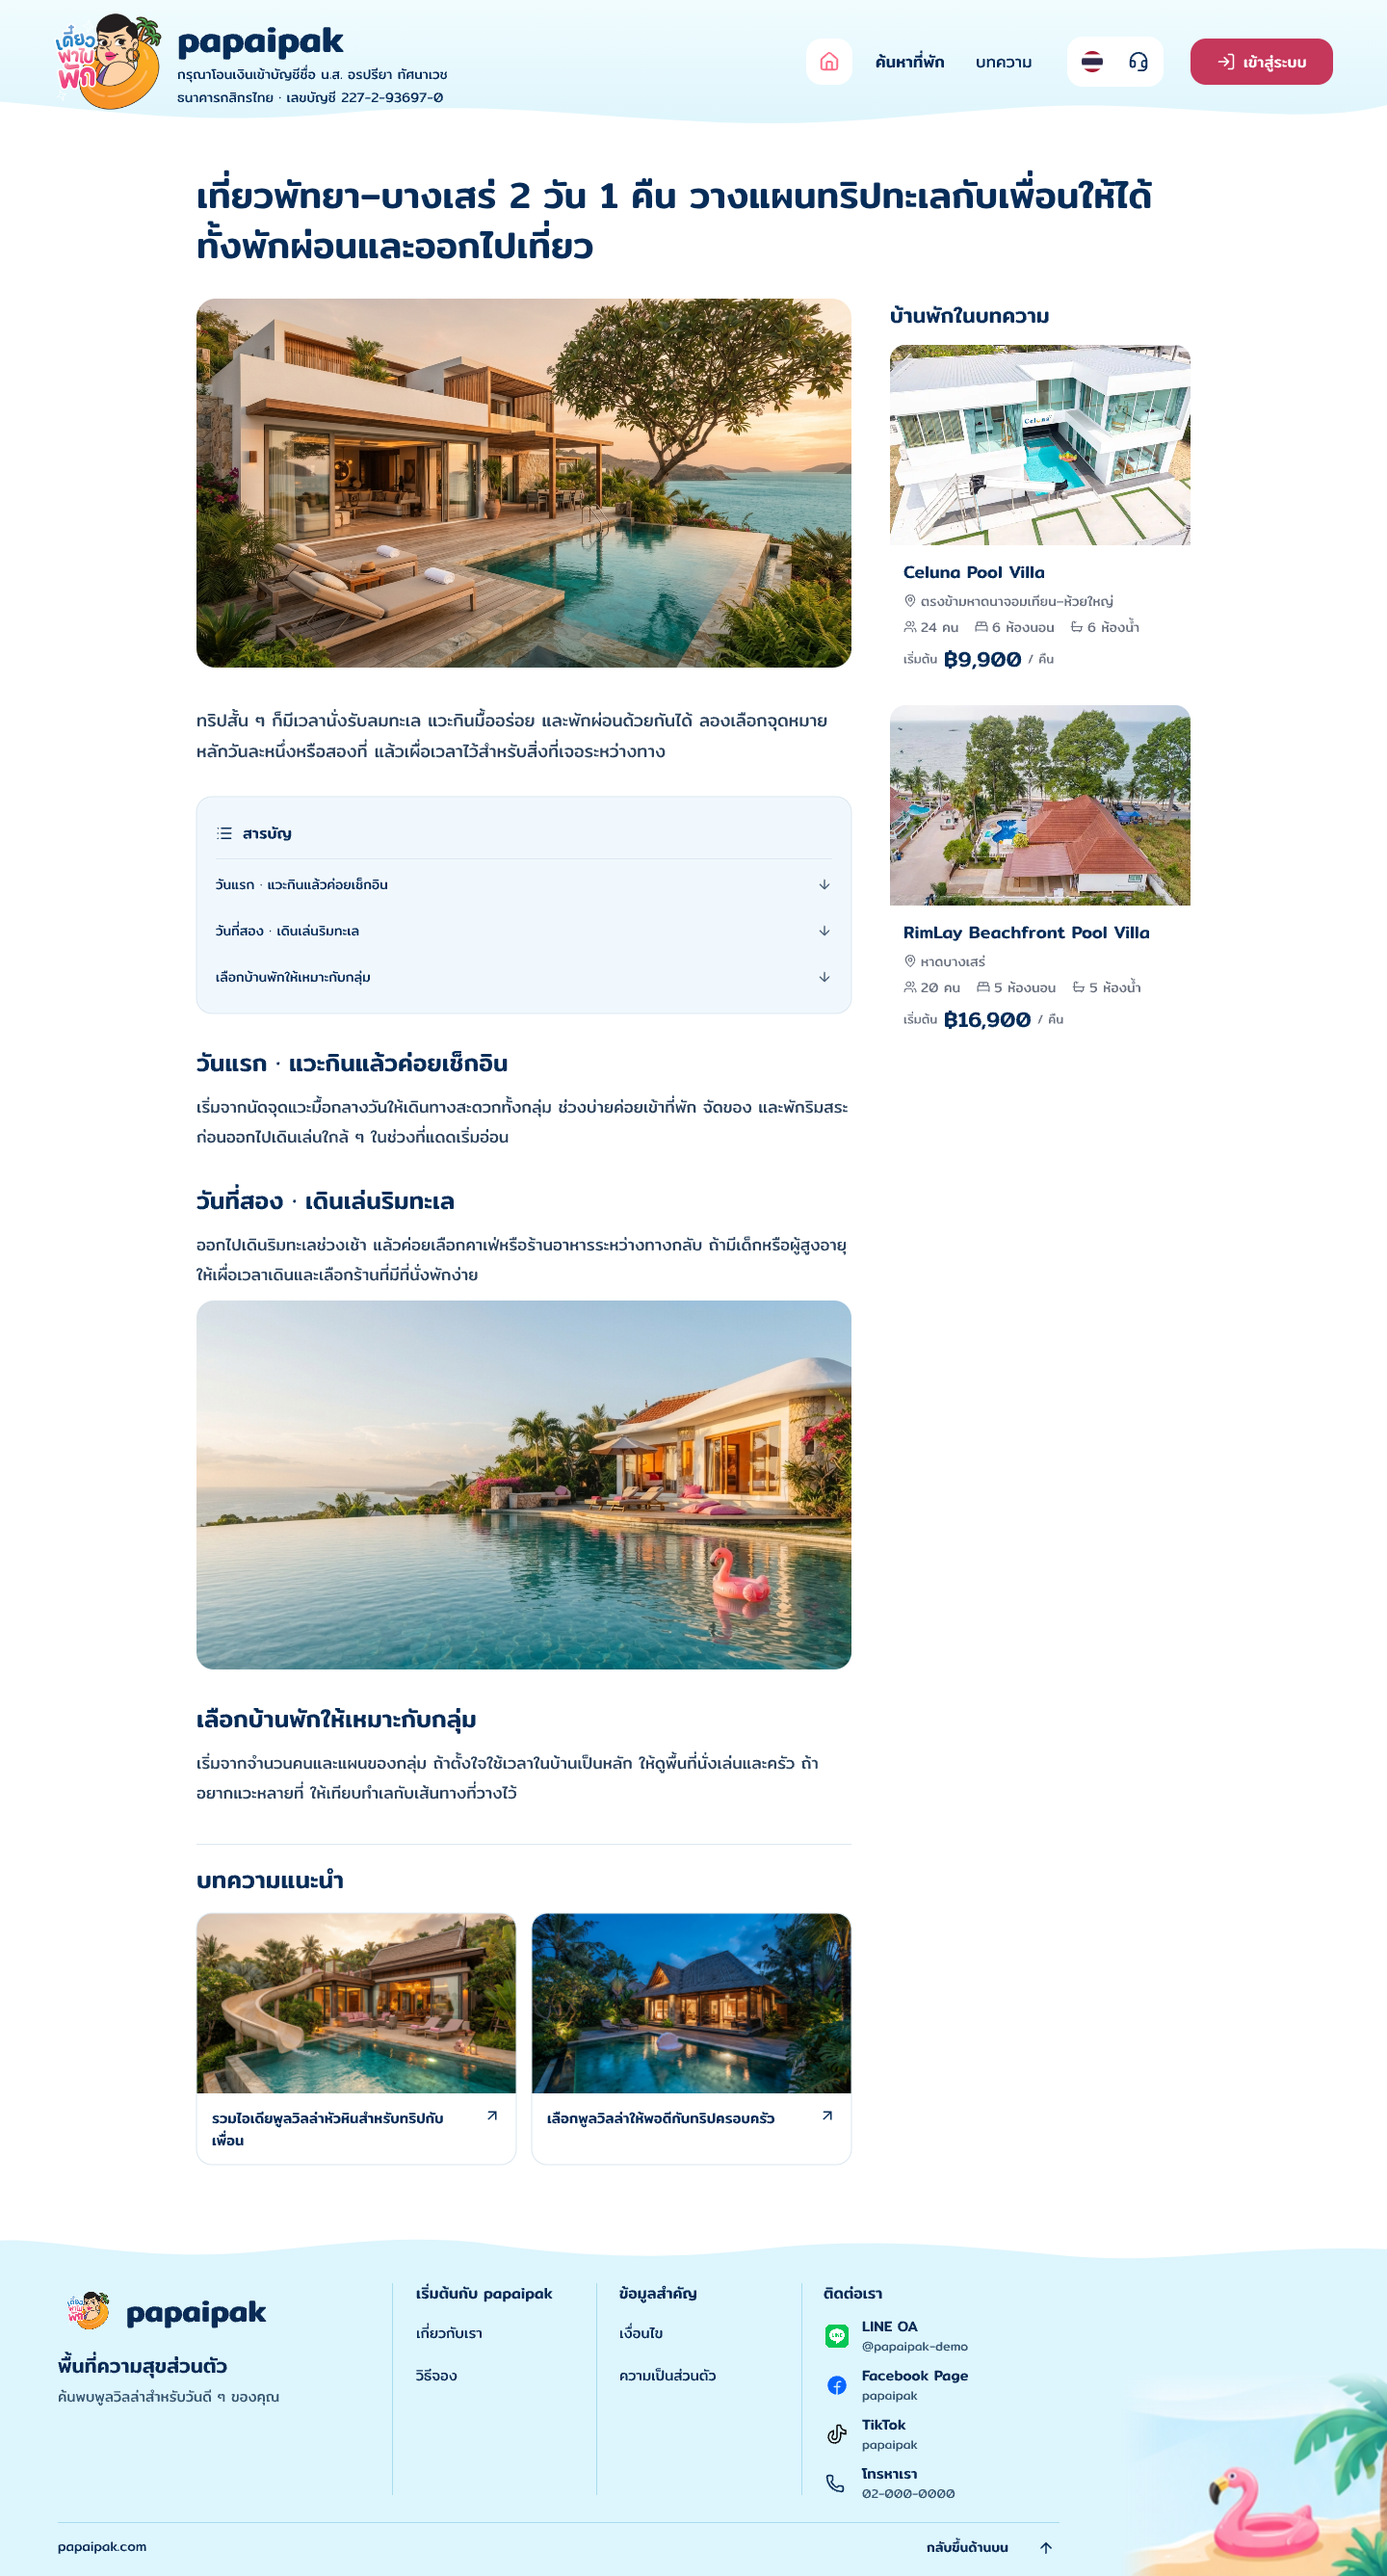 เดี๋ยว
พาไป
พัก
papaipak
กรุณาโอนเงินเข้าบัญชีชื่อ น.ส. อรปรียา ทัศนาเวช
ธนาคารกสิกรไทย · เลขบัญชี 227-2-93697-0
ค้นหาที่พัก
บทความ
เข้าสู่ระบบ
เที่ยวพัทยา–บางเสร่ 2 วัน 1 คืน วางแผนทริปทะเลกับเพื่อนให้ได้
ทั้งพักผ่อนและออกไปเที่ยว
บ้านพักในบทความ
Celuna
Celuna Pool Villa
ตรงข้ามหาดนาจอมเทียน–ห้วยใหญ่
24 คน 6 ห้องนอน 6 ห้องน้ำ
เริ่มต้น ฿9,900 / คืน
RimLay Beachfront Pool Villa
หาดบางเสร่
20 คน 5 ห้องนอน 5 ห้องน้ำ
เริ่มต้น ฿16,900 / คืน
ทริปสั้น ๆ ก็มีเวลานั่งรับลมทะเล แวะกินมื้ออร่อย และพักผ่อนด้วยกันได้ ลองเลือกจุดหมาย
หลักวันละหนึ่งหรือสองที่ แล้วเผื่อเวลาไว้สำหรับสิ่งที่เจอระหว่างทาง
สารบัญ
วันแรก · แวะกินแล้วค่อยเช็กอิน
วันที่สอง · เดินเล่นริมทะเล
เลือกบ้านพักให้เหมาะกับกลุ่ม
วันแรก · แวะกินแล้วค่อยเช็กอิน
เริ่มจากนัดจุดแวะมื้อกลางวันให้เดินทางสะดวกทั้งกลุ่ม ช่วงบ่ายค่อยเข้าที่พัก จัดของ และพักริมสระ
ก่อนออกไปเดินเล่นใกล้ ๆ ในช่วงที่แดดเริ่มอ่อน
วันที่สอง · เดินเล่นริมทะเล
ออกไปเดินริมทะเลช่วงเช้า แล้วค่อยเลือกคาเฟ่หรือร้านอาหารระหว่างทางกลับ ถ้ามีเด็กหรือผู้สูงอายุ
ให้เผื่อเวลาเดินและเลือกร้านที่มีที่นั่งพักง่าย
เลือกบ้านพักให้เหมาะกับกลุ่ม
เริ่มจากจำนวนคนและแผนของกลุ่ม ถ้าตั้งใจใช้เวลาในบ้านเป็นหลัก ให้ดูพื้นที่นั่งเล่นและครัว ถ้า
อยากแวะหลายที่ ให้เทียบทำเลกับเส้นทางที่วางไว้
บทความแนะนำ
รวมไอเดียพูลวิลล่าหัวหินสำหรับทริปกับ
เพื่อน
เลือกพูลวิลล่าให้พอดีกับทริปครอบครัว
เดี๋ยว
พาไป
พัก
papaipak
พื้นที่ความสุขส่วนตัว
ค้นพบพูลวิลล่าสำหรับวันดี ๆ ของคุณ
เริ่มต้นกับ papaipak
เกี่ยวกับเรา
วิธีจอง
ข้อมูลสำคัญ
เงื่อนไข
ความเป็นส่วนตัว
ติดต่อเรา
LINE
LINE OA
@papaipak-demo
Facebook Page
papaipak
TikTok
papaipak
โทรหาเรา
02-000-0000
papaipak.com
กลับขึ้นด้านบน